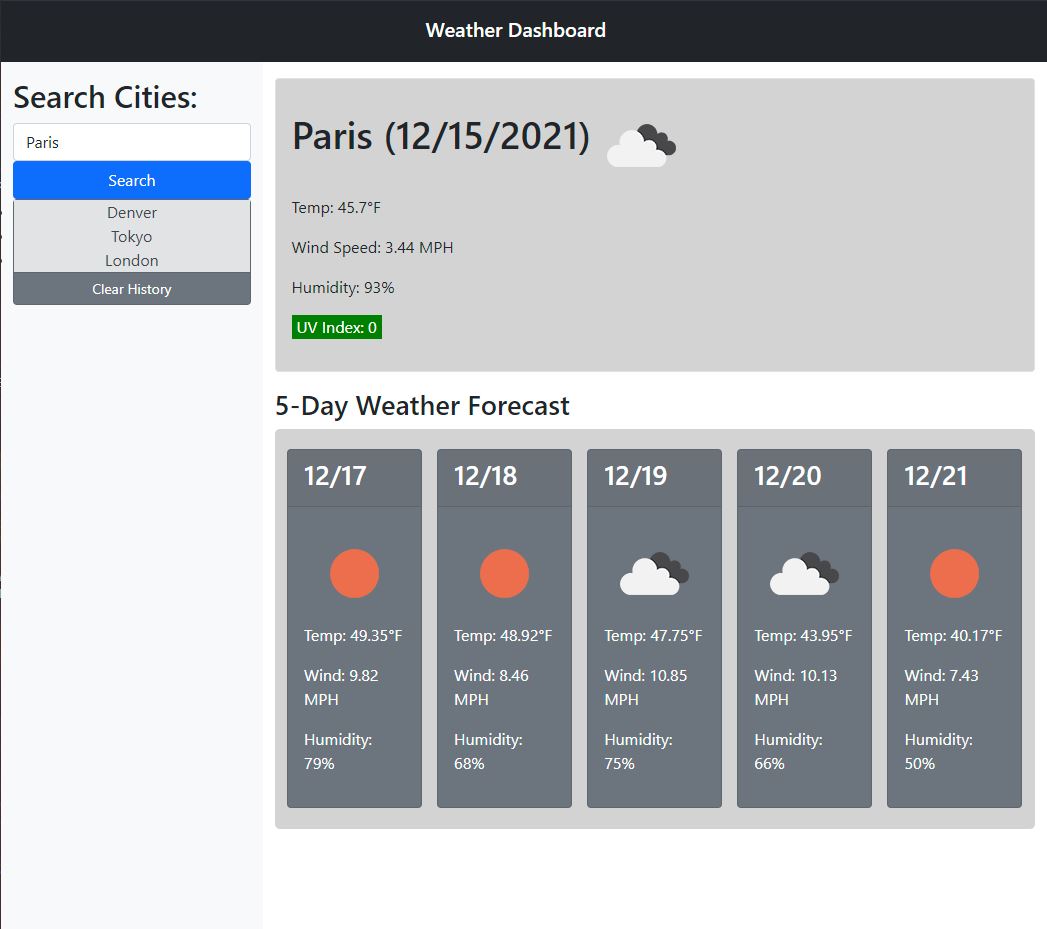 Weather Dashboard
Search Cities:
Paris
Search
Denver
Tokyo
London
Clear History
Paris (12/15/2021)
Temp: 45.7°F
Wind Speed: 3.44 MPH
Humidity: 93%
UV Index: 0
5-Day Weather Forecast
12/17
Temp: 49.35°F
Wind: 9.82
MPH
Humidity:
79%
12/18
Temp: 48.92°F
Wind: 8.46
MPH
Humidity:
68%
12/19
Temp: 47.75°F
Wind: 10.85
MPH
Humidity:
75%
12/20
Temp: 43.95°F
Wind: 10.13
MPH
Humidity:
66%
12/21
Temp: 40.17°F
Wind: 7.43
MPH
Humidity:
50%